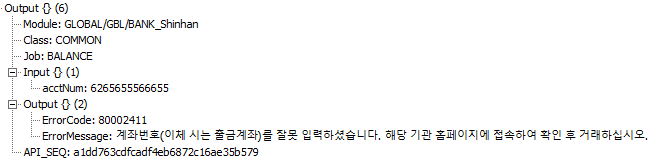 Output {} (6)
Module: GLOBAL/GBL/BANK_Shinhan
Class: COMMON
Job: BALANCE
Input {} (1)
acctNum: 6265655566655
Output {} (2)
ErrorCode: 80002411
ErrorMessage: 계좌번호(이체 시는 출금계좌)를 잘못 입력하셨습니다. 해당 기관 홈페이지에 접속하여 확인 후 거래하십시오.
API_SEQ: a1dd763cdfcadf4eb6872c16ae35b579